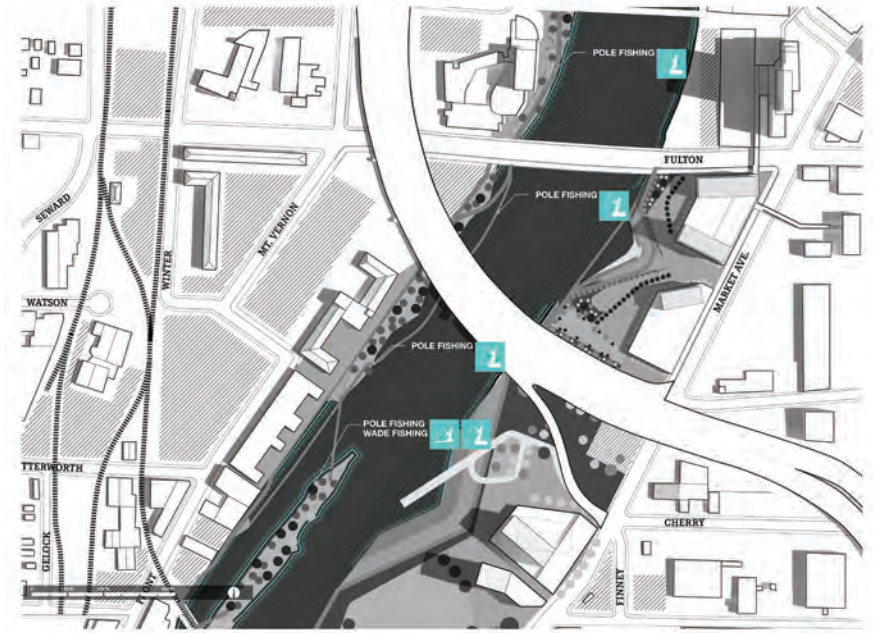 POLE FISHING
FULTON
POLE FISHING
SEWARD
MT. VERNON
WINTER
MARKET AVE.
WATSON
POLE FISHING
POLE FISHING
WADE FISHING
TTERWORTH
CHERRY
GELOCK
FRONT
FINNEY